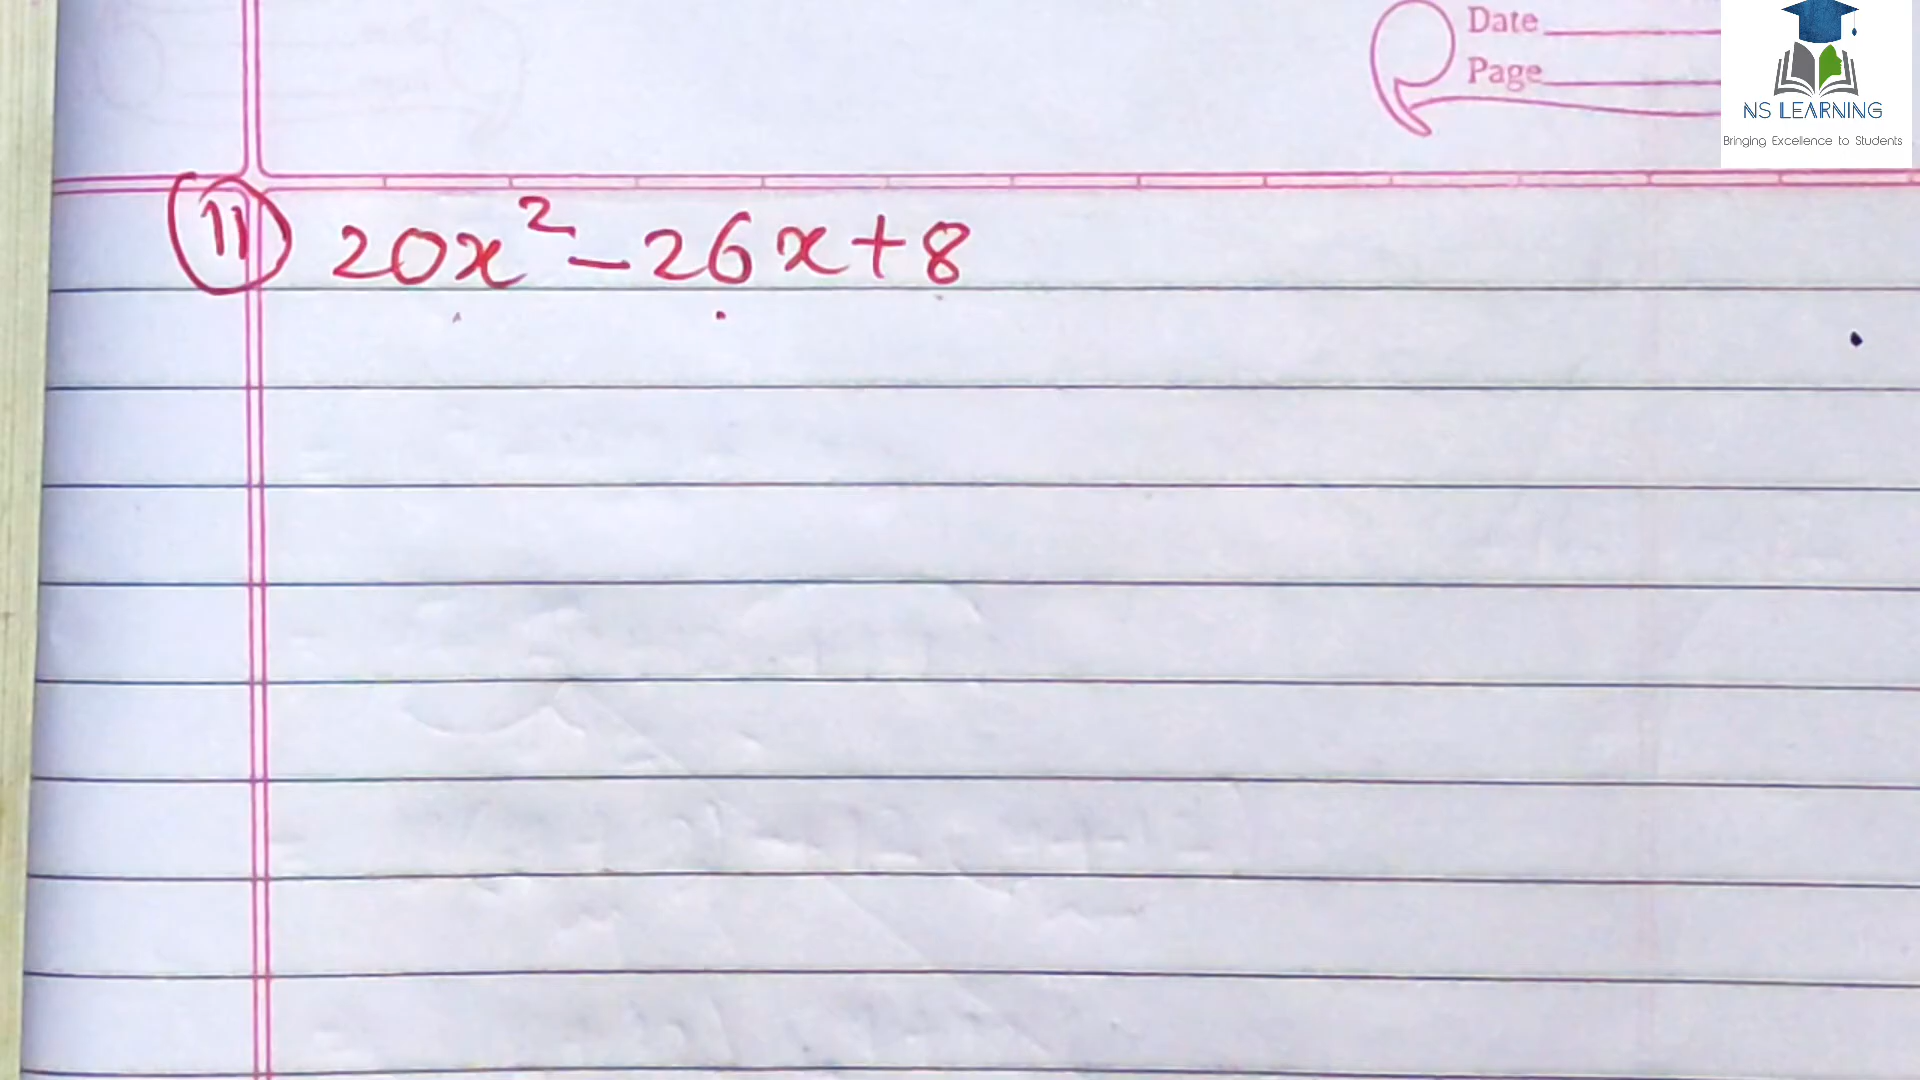 Date
Page
NS LEARNING
Bringing Excellence to Students
11 20x² - 26x + 8